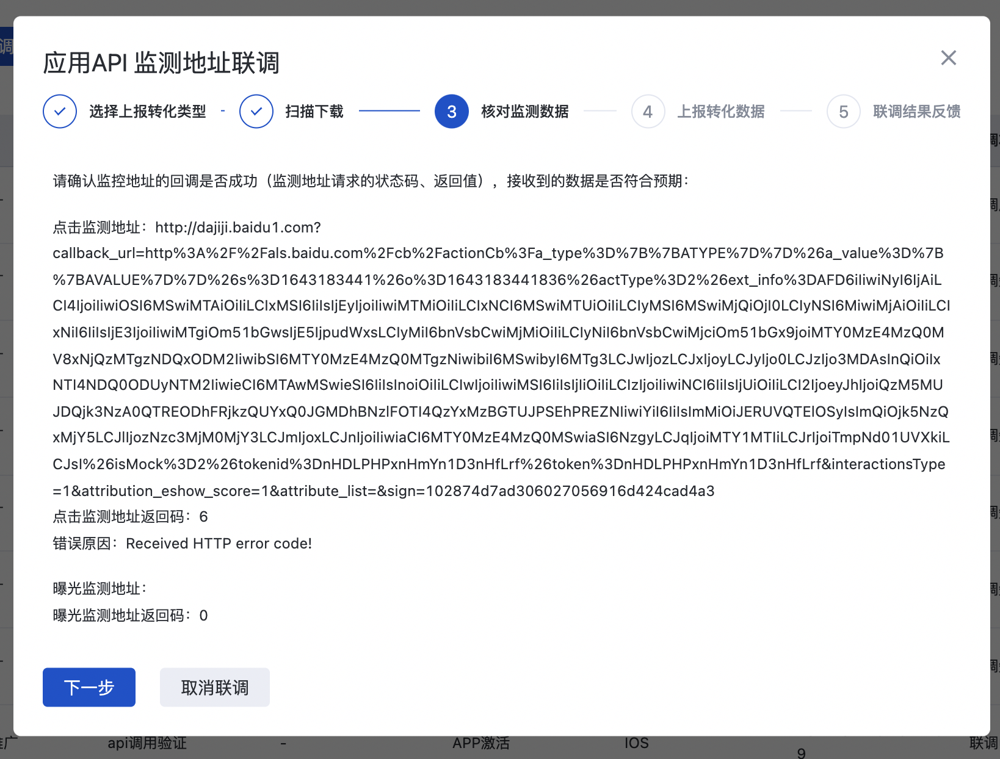 应用API 监测地址联调
选择上报转化类型
扫描下载
3 核对监测数据
4 上报转化数据
5 联调结果反馈
请确认监控地址的回调是否成功（监测地址请求的状态码、返回值），接收到的数据是否符合预期：
点击监测地址：http://dajiji.baidu1.com?
callback_url=http%3A%2F%2Fals.baidu.com%2Fcb%2FactionCb%3Fa_type%3D%7B%7BATYPE%7D%7D%26a_value%3D%7B
%7BAVALUE%7D%7D%26s%3D1643183441%26o%3D1643183441836%26actType%3D2%26ext_info%3DAFD6IiIwiNyI6IjAiL
CI4IjoiIiwiOSI6MSwiMTAiOiIiLCIxMSI6IiIsIjEyIjoiIiwiMTMiOiIiLCIxNCI6MSwiMTUiOiIiLCIyMSI6MSwiMjQiOjI0LCIyNSI6MiwiMjAiOiIiLCI
xNiI6IiIsIjE3IjoiIiwiMTgiOm51bGwsIjE5IjpudWxsLCIyMiI6bnVsbCwiMjMiOiIiLCIyNiI6bnVsbCwiMjciOm51bGx9joiMTY0MzE4MzQ0M
V8xNjQzMTgzNDQxODM2IiwibSI6MTY0MzE4MzQ0MTgzNiwibiI6MSwibyI6MTg3LCJwIjozLCJxIjoyLCJyIjo0LCJzIjo3MDAsInQiOiIx
NTI4NDQ0ODUyNTM2IiwieCI6MTAwMSwieSI6IiIsInoiOiIiLCIwIjoiIiwiMSI6IiIsIjIiOiIiLCIzIjoiIiwiNCI6IiIsIjUiOiIiLCI2IjoeyJhIjoiQzM5MU
JDQjk3NzA0QTREODhFRjkzQUYxQ0JGMDhBNzlFOTI4QzYxMzBGTUJPSEhPREZNIiwiYiI6IiIsImMiOiJERUVQTElOSyIsImQiOjk5NzQ
xMjY5LCJlIjozNzc3MjM0MjY3LCJmIjoxLCJnIjoiIiwiaCI6MTY0MzE4MzQ0MSwiaSI6NzgyLCJqIjoiMTY1MTIiLCJrIjoiTmpNd01UVXkiL
CJsI%26isMock%3D2%26tokenid%3DnHDLPHPxnHmYn1D3nHfLrf%26token%3DnHDLPHPxnHmYn1D3nHfLrf&interactionsType
=1&attribution_eshow_score=1&attribute_list=&sign=102874d7ad306027056916d424cad4a3
点击监测地址返回码：6
错误原因：Received HTTP error code!
曝光监测地址：
曝光监测地址返回码：0
下一步 取消联调
api调用验证 - APP激活 IOS 9 联调